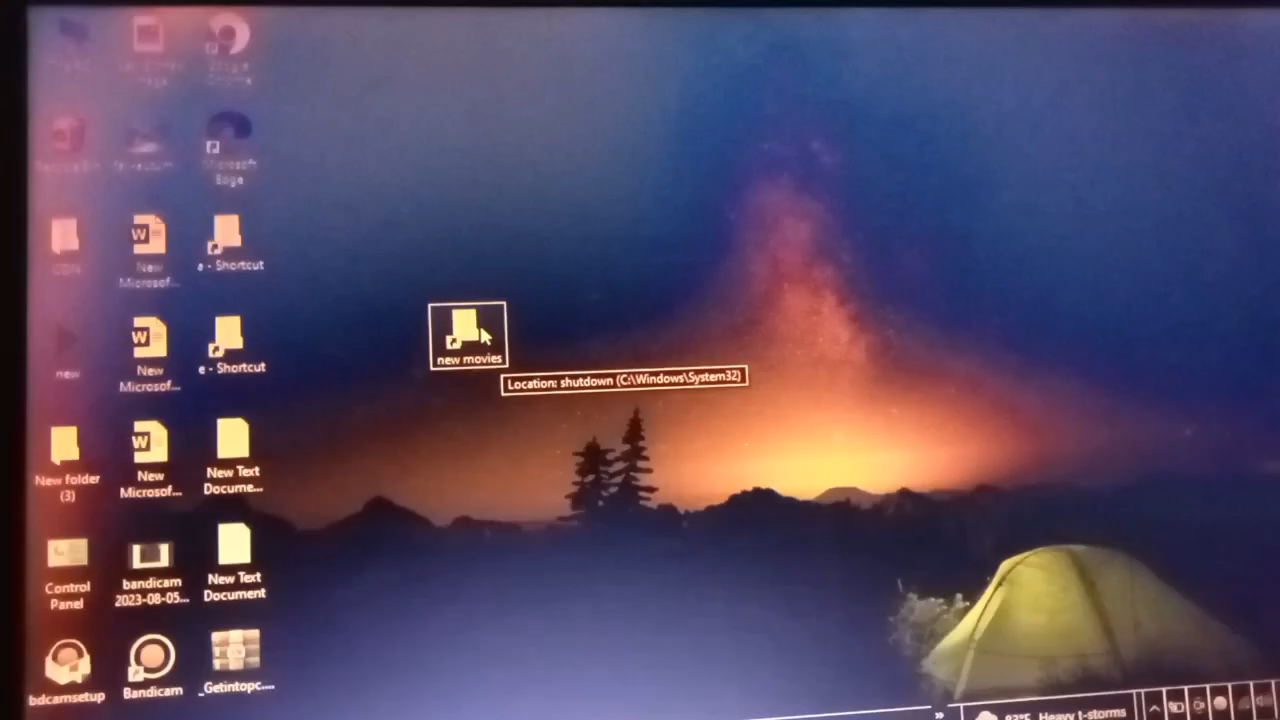 Microsoft
Edge
New
Microsof...
e - Shortcut
new
New
Microsof...
e - Shortcut
new movies
Location: shutdown (C:\Windows\System32)
New folder
(3)
New
Microsof...
New Text
Docume...
Control
Panel
bandicam
2023-08-05...
New Text
Document
bdcamsetup
Bandicam
_Getintopc....
Heavy t-storms